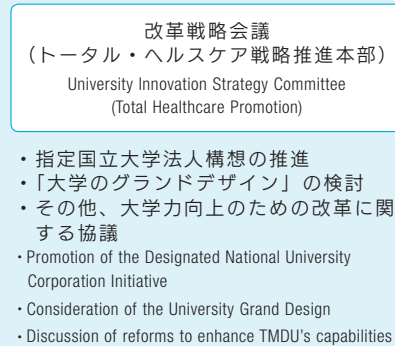 改革戦略会議
(トータル・ヘルスケア戦略推進本部)
University Innovation Strategy Committee
(Total Healthcare Promotion)
・指定国立大学法人構想の推進
・「大学のグランドデザイン」の検討
・その他、大学力向上のための改革に関
する協議
・Promotion of the Designated National University
Corporation Initiative
・Consideration of the University Grand Design
・Discussion of reforms to enhance TMDU's capabilities